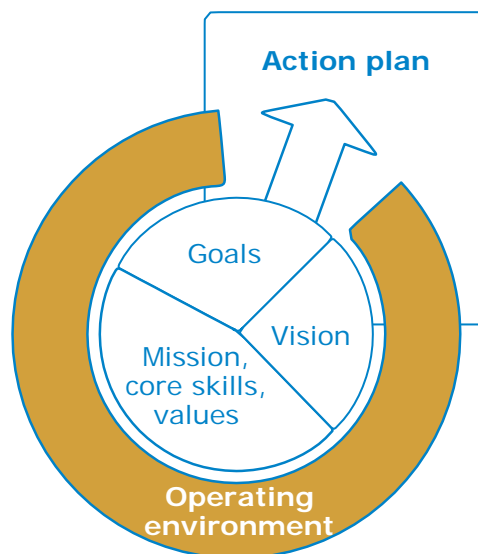 Action plan
Goals
Vision
Mission,
core skills,
values
Operating
environment